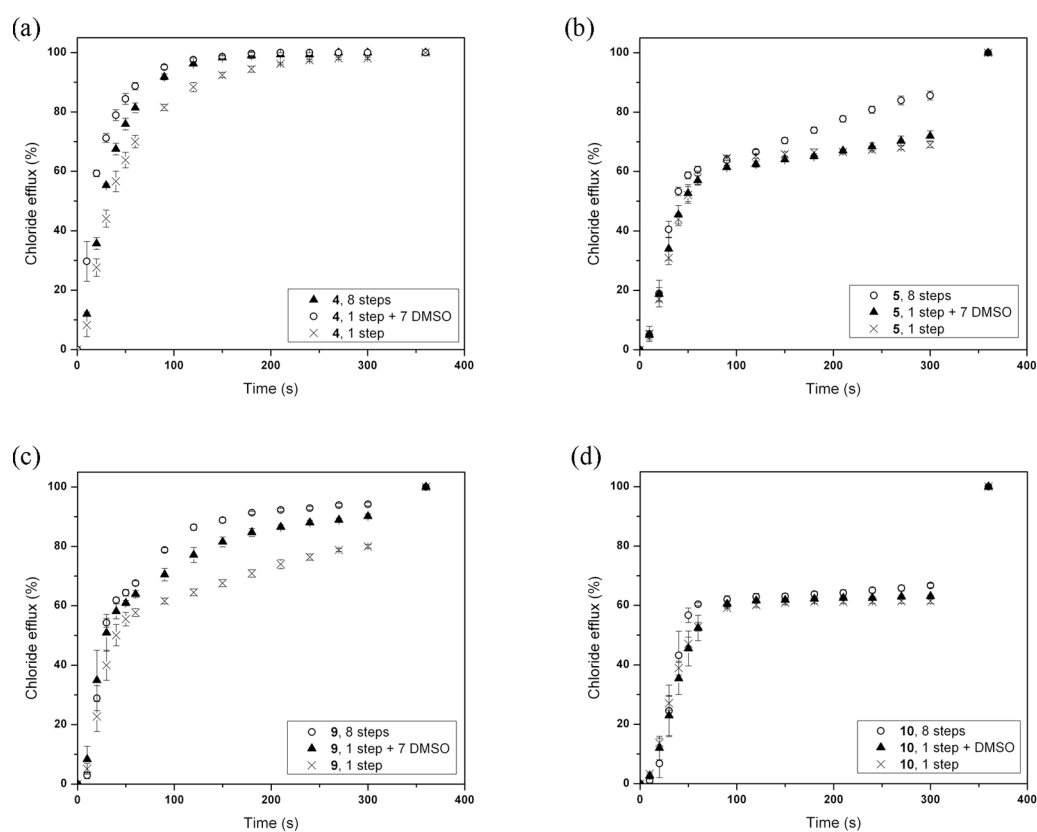 (a)
100
80
60
40
20
0
Chloride efflux (%)
0 100 200 300 400
Time (s)
4, 8 steps
4, 1 step + 7 DMSO
4, 1 step
(b)
100
80
60
40
20
0
Chloride efflux (%)
0 100 200 300 400
Time (s)
5, 8 steps
5, 1 step + 7 DMSO
5, 1 step
(c)
100
80
60
40
20
0
Chloride efflux (%)
0 100 200 300 400
Time (s)
9, 8 steps
9, 1 step + 7 DMSO
9, 1 step
(d)
100
80
60
40
20
0
Chloride efflux (%)
0 100 200 300 400
Time (s)
10, 8 steps
10, 1 step + DMSO
10, 1 step